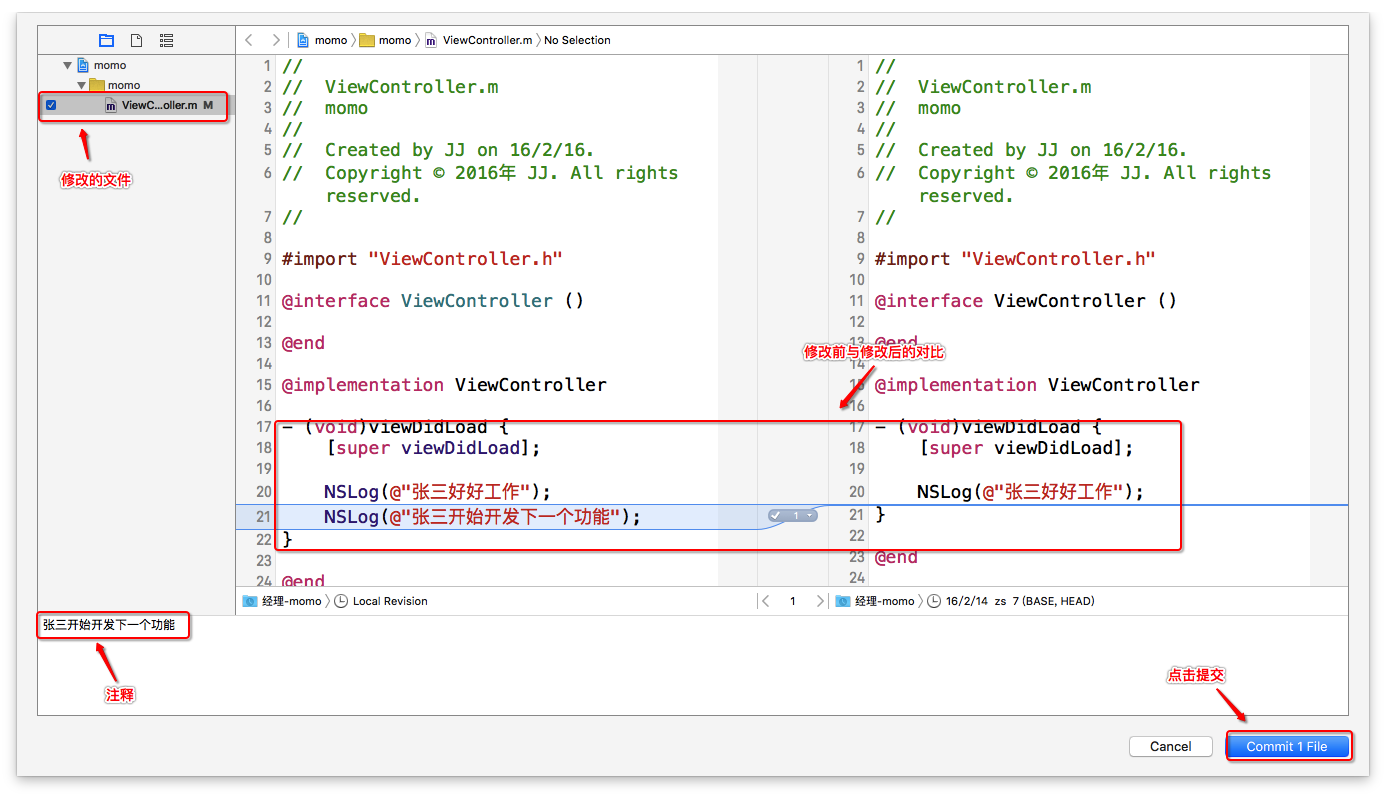 momo momo ViewController.m No Selection
momo
momo
ViewC...oller.m M
修改的文件
1 //
2 // ViewController.m
3 // momo
4 //
5 // Created by JJ on 16/2/16.
6 // Copyright © 2016年 JJ. All rights
reserved.
7 //
8
9 #import "ViewController.h"
10
11 @interface ViewController ()
12
13 @end
14
15 @implementation ViewController
16
17 - (void)viewDidLoad {
18 [super viewDidLoad];
19
20 NSLog(@"张三好好工作");
21 NSLog(@"张三开始开发下一个功能");
22 }
23
24 @end
1
1 //
2 // ViewController.m
3 // momo
4 //
5 // Created by JJ on 16/2/16.
6 // Copyright © 2016年 JJ. All rights
reserved.
7 //
8
9 #import "ViewController.h"
10
11 @interface ViewController ()
12
13 @end
修改前与修改后的对比
14
15 @implementation ViewController
16
17 - (void)viewDidLoad {
18 [super viewDidLoad];
19
20 NSLog(@"张三好好工作");
21 }
22
23 @end
24
经理-momo Local Revision
1
经理-momo 16/2/14 zs 7 (BASE, HEAD)
张三开始开发下一个功能
注释
点击提交
Cancel
Commit 1 File